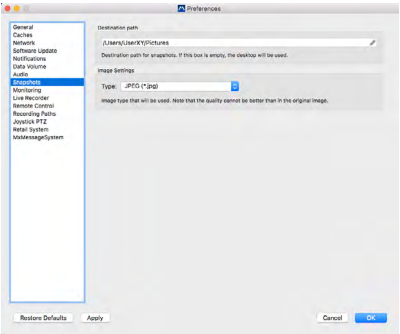 Preferences
General
Caches
Network
Software Update
Notifications
Data Volume
Audio
Snapshots
Monitoring
Live Recorder
Remote Control
Recording Paths
Joystick PTZ
Retail System
MxMessageSystem
Destination path
/Users/UserXY/Pictures
Destination path for snapshots. If this box is empty, the desktop will be used.
Image Settings
Type: JPEG (*.jpg)
Image type that will be used. Note that the quality cannot be better than in the original image.
Restore Defaults Apply Cancel OK